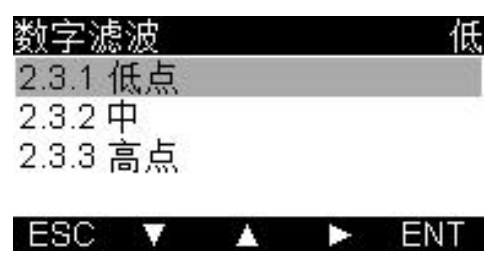 数字滤波 低
2.3.1 低点
2.3.2 中
2.3.3 高点
ESC ▼ ▲ ► ENT